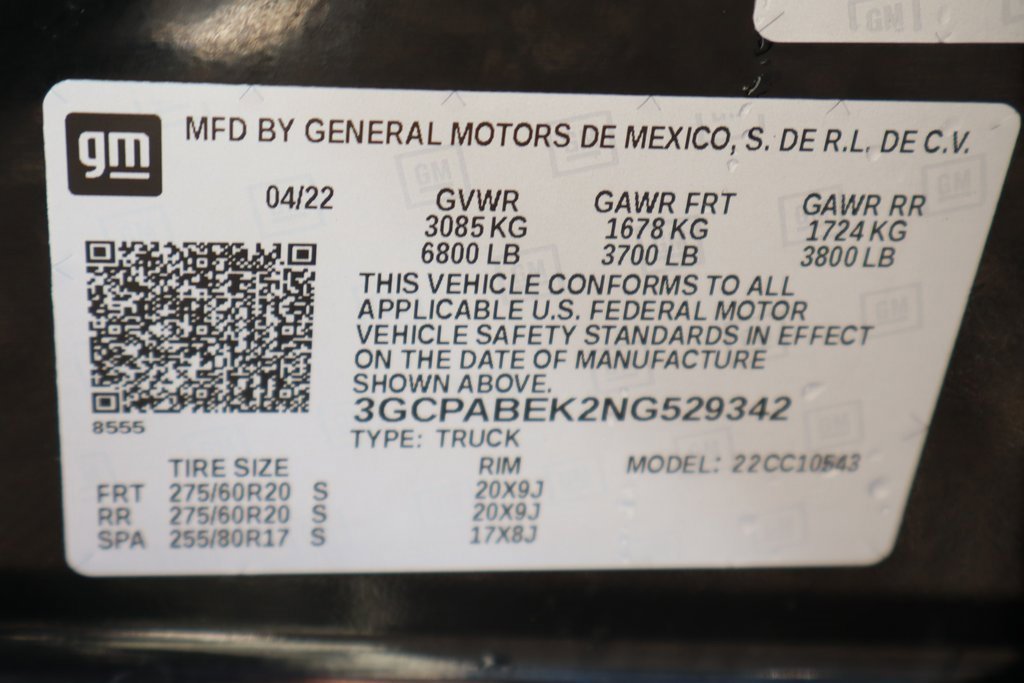 gm MFD BY GENERAL MOTORS DE MEXICO, S. DE R.L. DE C.V.
04/22 GVWR GAWR FRT GAWR RR
3085 KG 1678 KG 1724 KG
6800 LB 3700 LB 3800 LB
THIS VEHICLE CONFORMS TO ALL
APPLICABLE U.S. FEDERAL MOTOR
VEHICLE SAFETY STANDARDS IN EFFECT
ON THE DATE OF MANUFACTURE
SHOWN ABOVE.
3GCPABEK2NG529342
8555
TYPE: TRUCK
TIRE SIZE RIM MODEL: 22CC10543
FRT 275/60R20 S 20X9J
RR 275/60R20 S 20X9J
SPA 255/80R17 S 17X8J